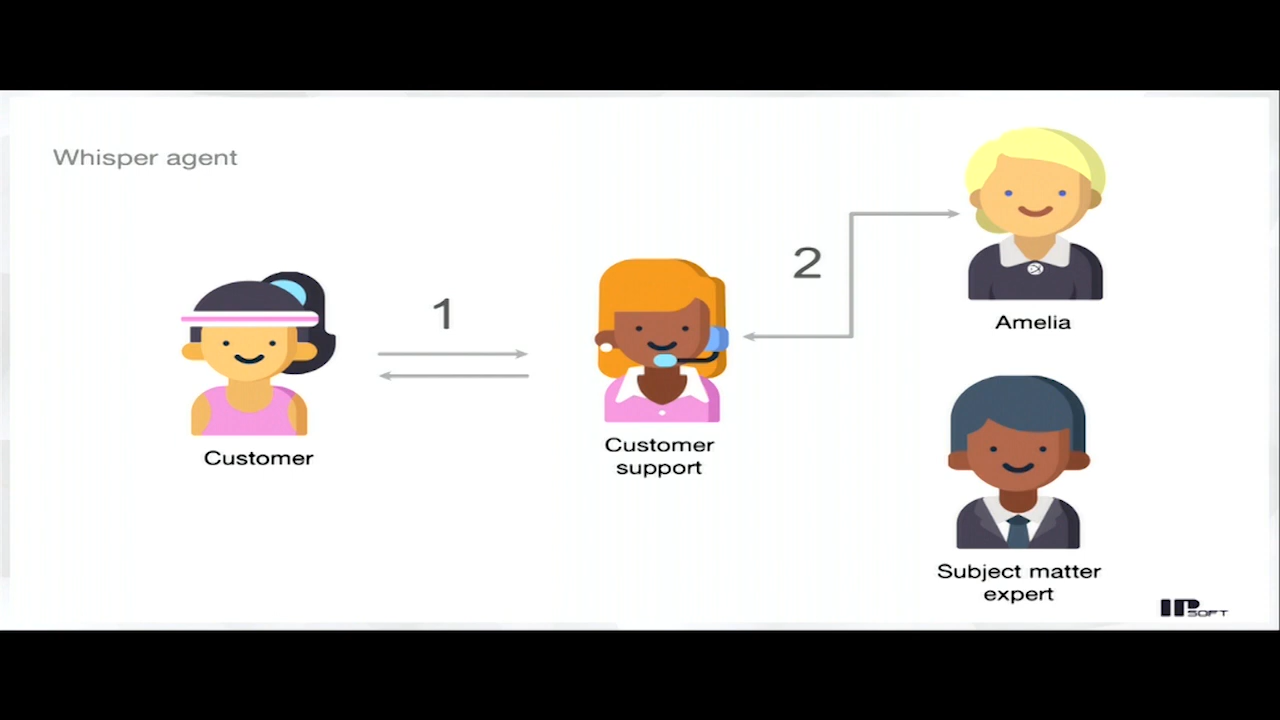 Whisper agent
1
2
Amelia
Customer
Customer
support
Subject matter
expert
IPSOFT